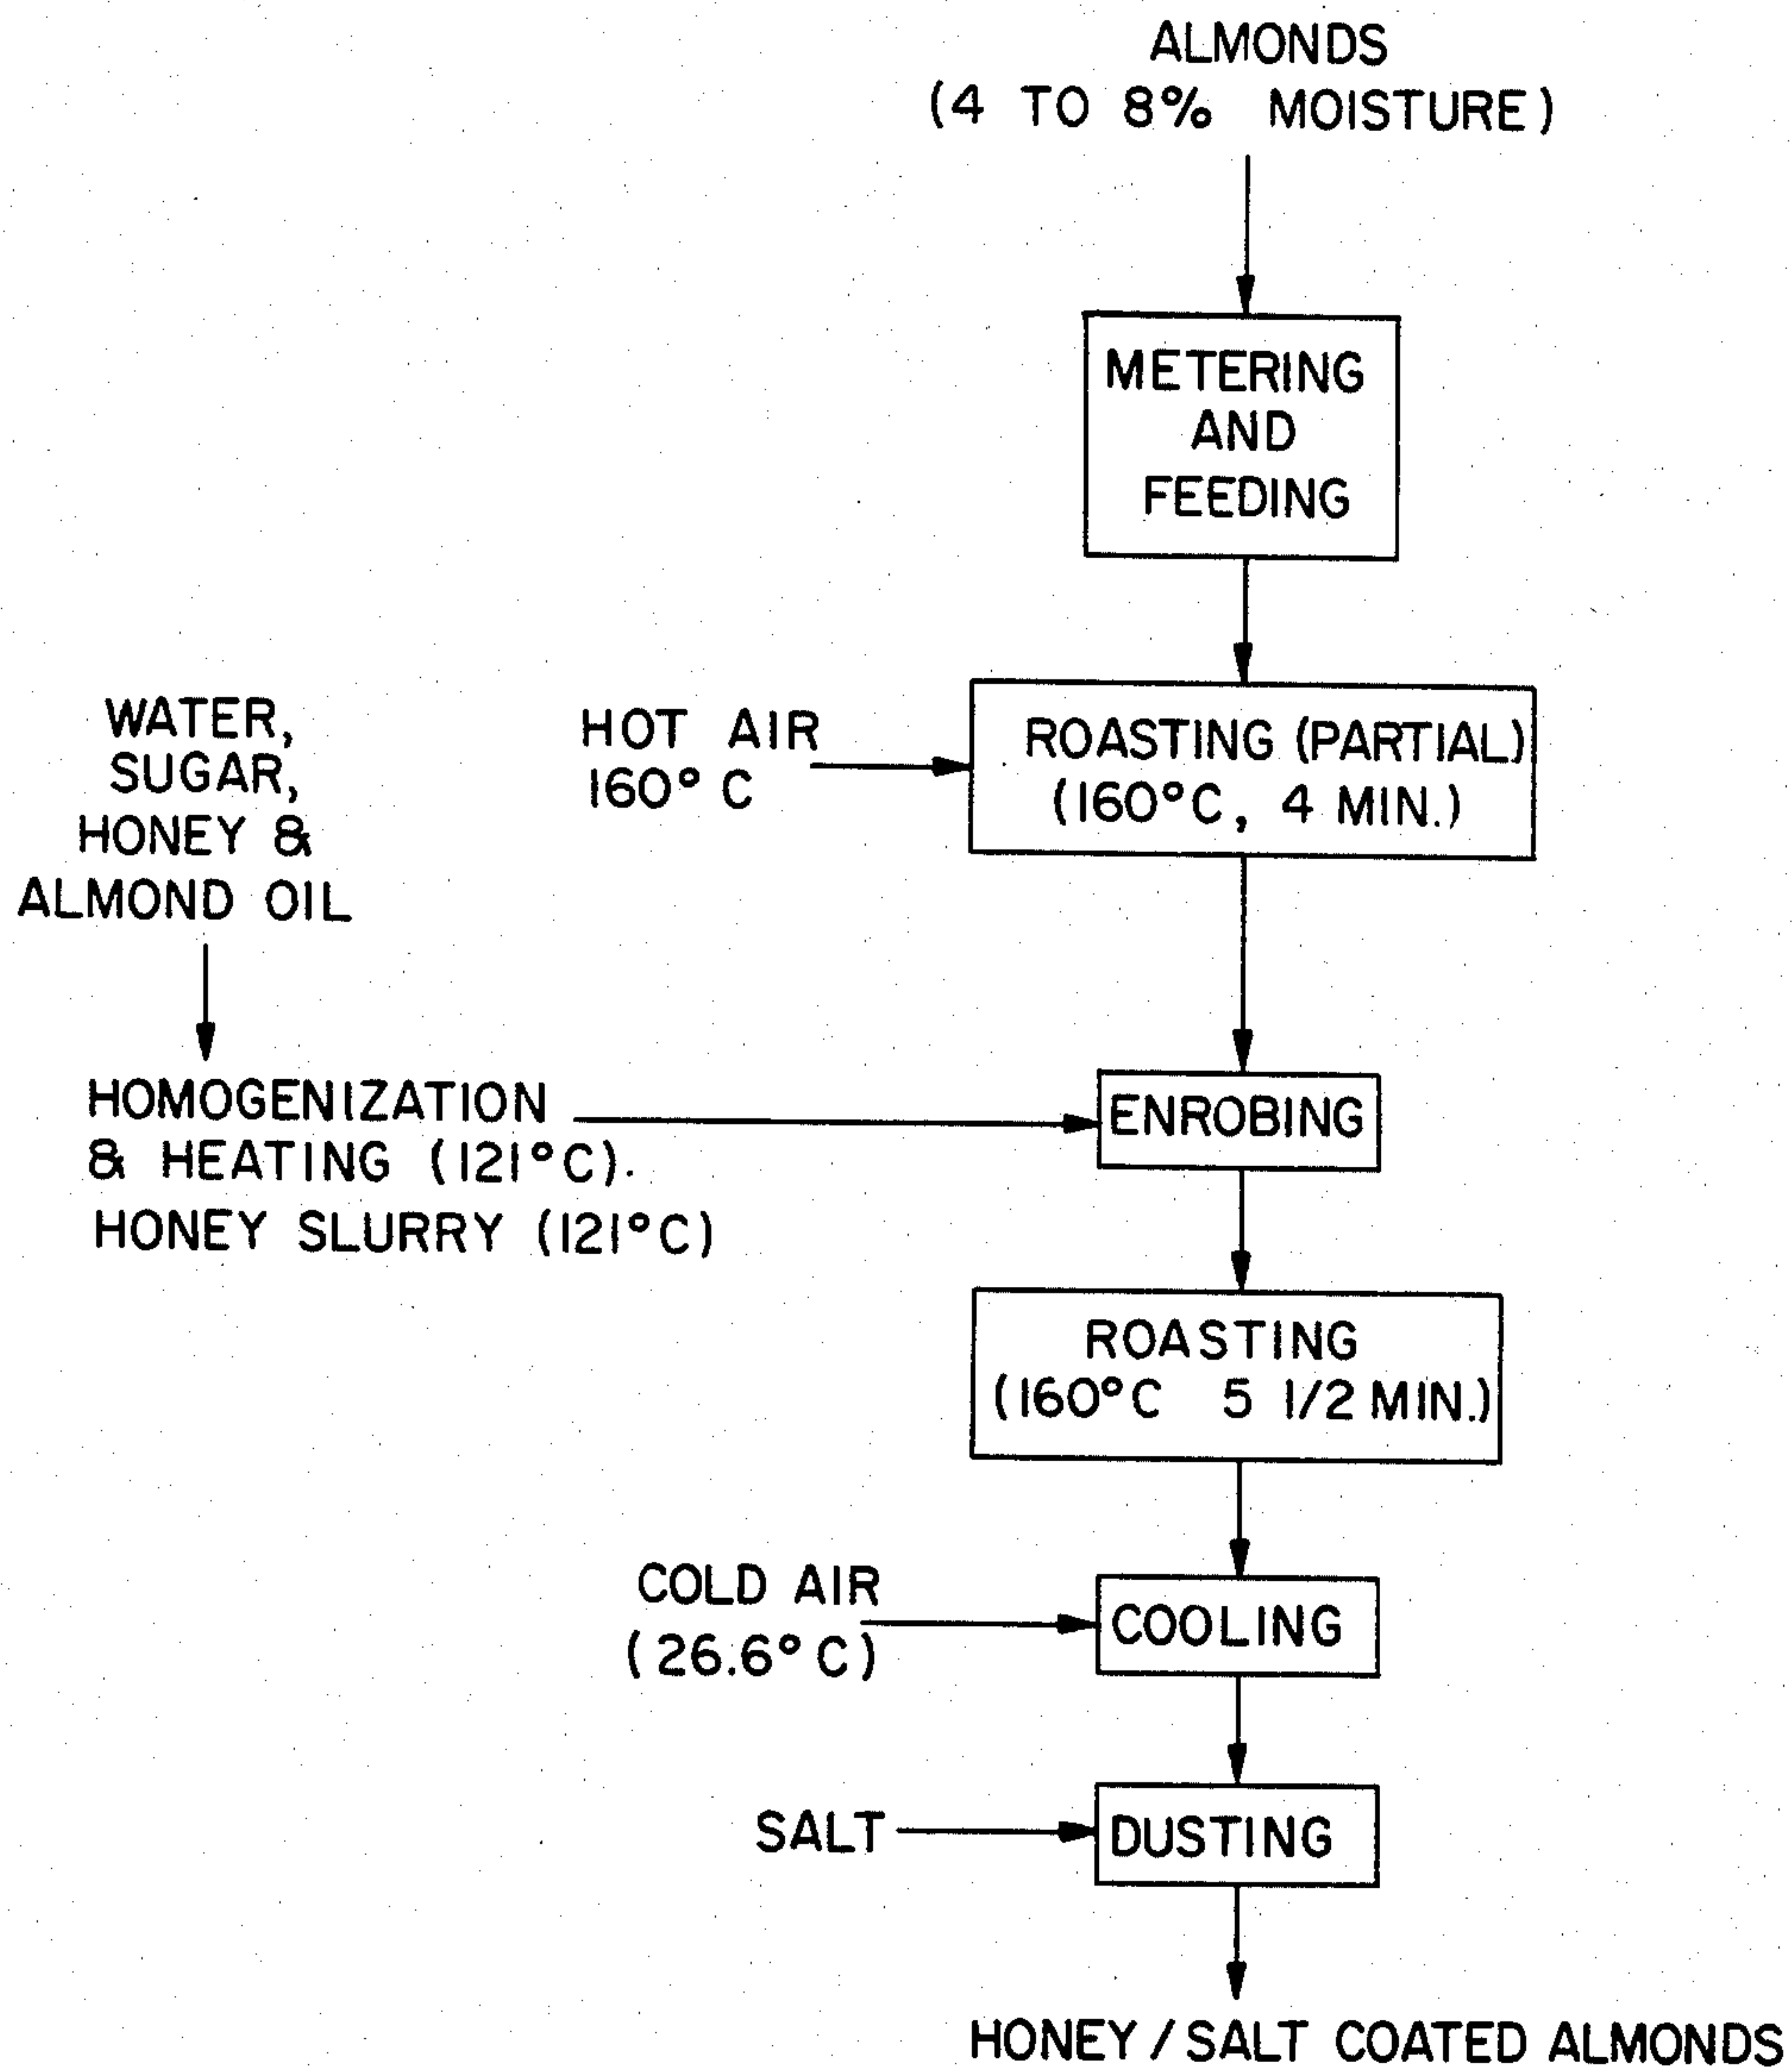 ALMONDS
(4 TO 8% MOISTURE)
METERING
AND
FEEDING
WATER,
SUGAR,
HONEY &
ALMOND OIL
HOT AIR
160° C
ROASTING (PARTIAL)
(160°C, 4 MIN.)
HOMOGENIZATION
& HEATING (121°C).
HONEY SLURRY (121°C)
ENROBING
ROASTING
(160°C 5 1/2 MIN.)
COLD AIR
(26.6°C)
COOLING
SALT
DUSTING
HONEY / SALT COATED ALMONDS